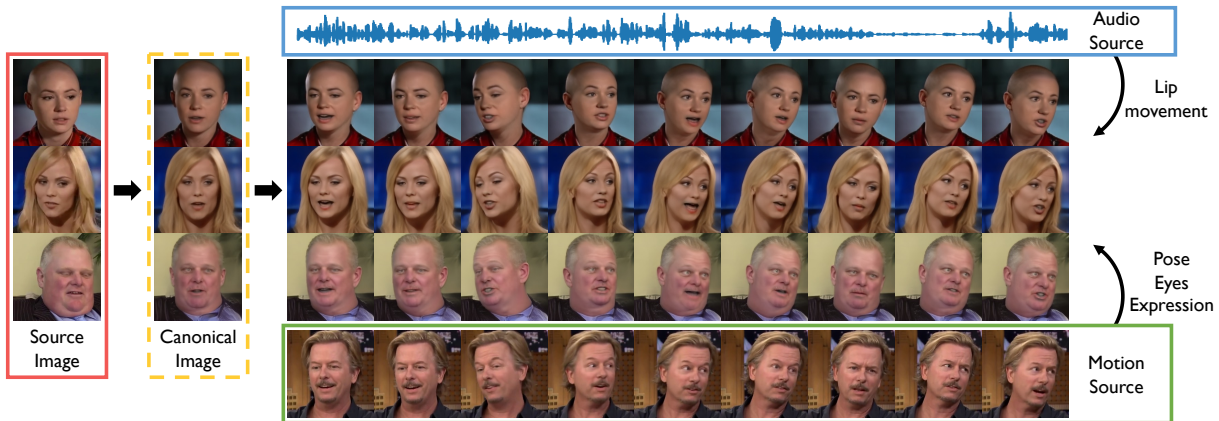 Audio
Source
Lip
movement
Pose
Eyes
Expression
Source
Image
Canonical
Image
Motion
Source